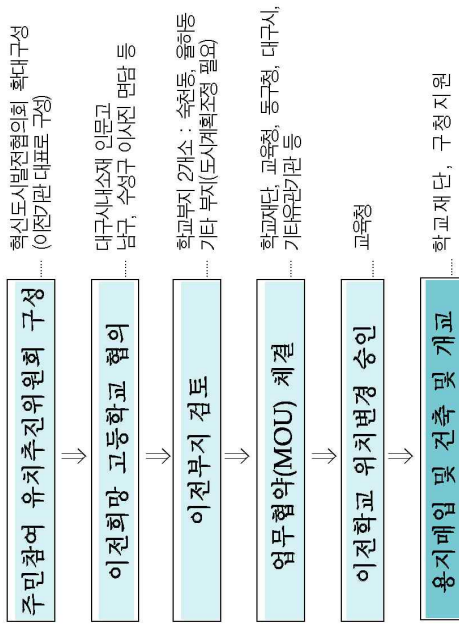 주민참여 유치추진위원회 구성
혁신도시발전협의회 확대구성
(이전기관 대표로 구성)
이전희망 고등학교 협의
대구시내소재 인문고
남구, 수성구 이사진 면담 등
이전부지 검토
학교부지 2개소 : 숙천동, 율하동
기타 부지(도시계획조정 필요)
업무협약(MOU) 체결
학교재단, 교육청, 동구청, 대구시,
기타유관기관 등
이전학교 위치변경 승인
교육청
용지매입 및 건축 및 개교
학교재단, 구청지원